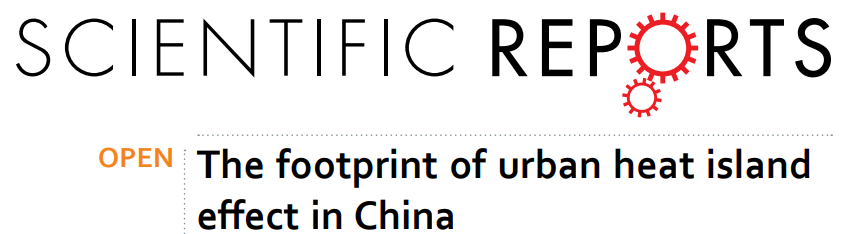 SCIENTIFIC REPORTS
OPEN
The footprint of urban heat island
effect in China